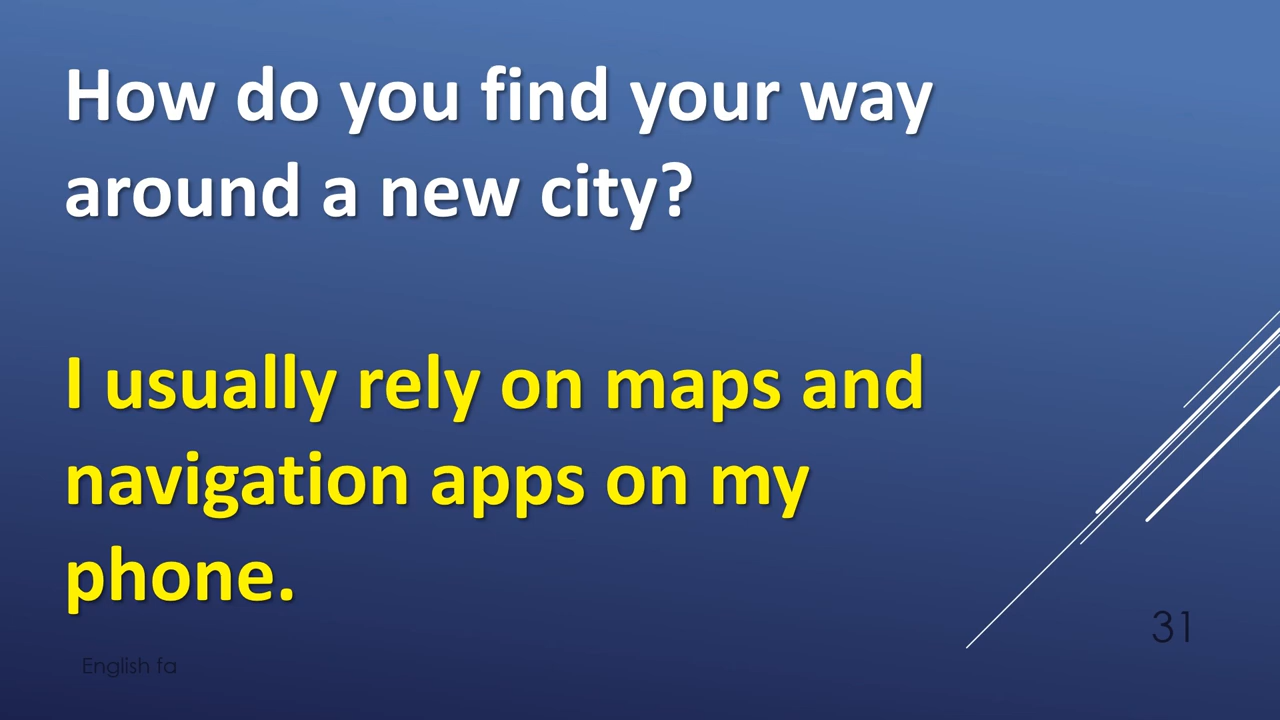 How do you find your way
around a new city?
I usually rely on maps and
navigation apps on my
phone.
31
English fa